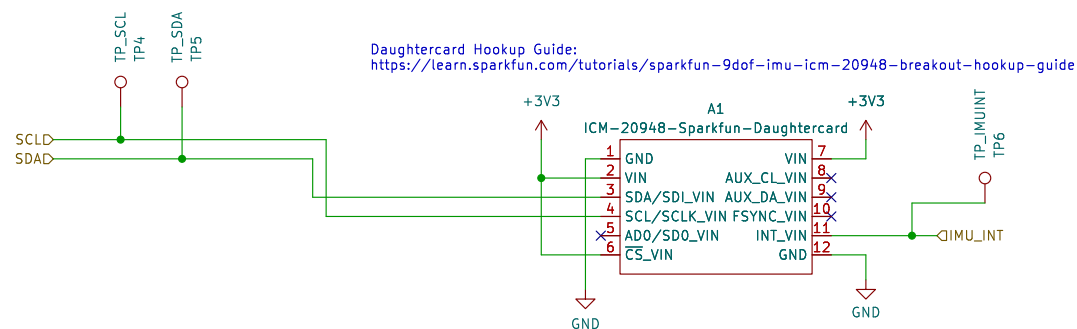 TP_SCL
TP4
TP_SDA
TP5
Daughtercard Hookup Guide:
https://learn.sparkfun.com/tutorials/sparkfun-9dof-imu-icm-20948-breakout-hookup-guide
+3V3
A1
+3V3
ICM-20948-Sparkfun-Daughtercard
TP_IMUINT
TP6
SCL
SDA
1 GND VIN 7
2 VIN AUX_CL_VIN 8
3 SDA/SDI_VIN AUX_DA_VIN 9
4 SCL/SCLK_VIN FSYNC_VIN 10
5 AD0/SDO_VIN INT_VIN 11
6 CS_VIN GND 12
IMU_INT
GND
GND